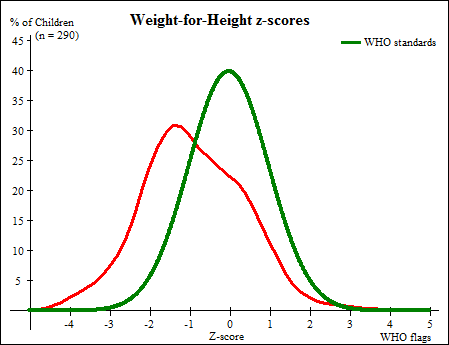 Weight-for-Height z-scores
% of Children
(n = 290)
WHO standards
45
40
35
30
25
20
15
10
5
-4 -3 -2 -1 0 1 2 3 4 5
Z-score
WHO flags